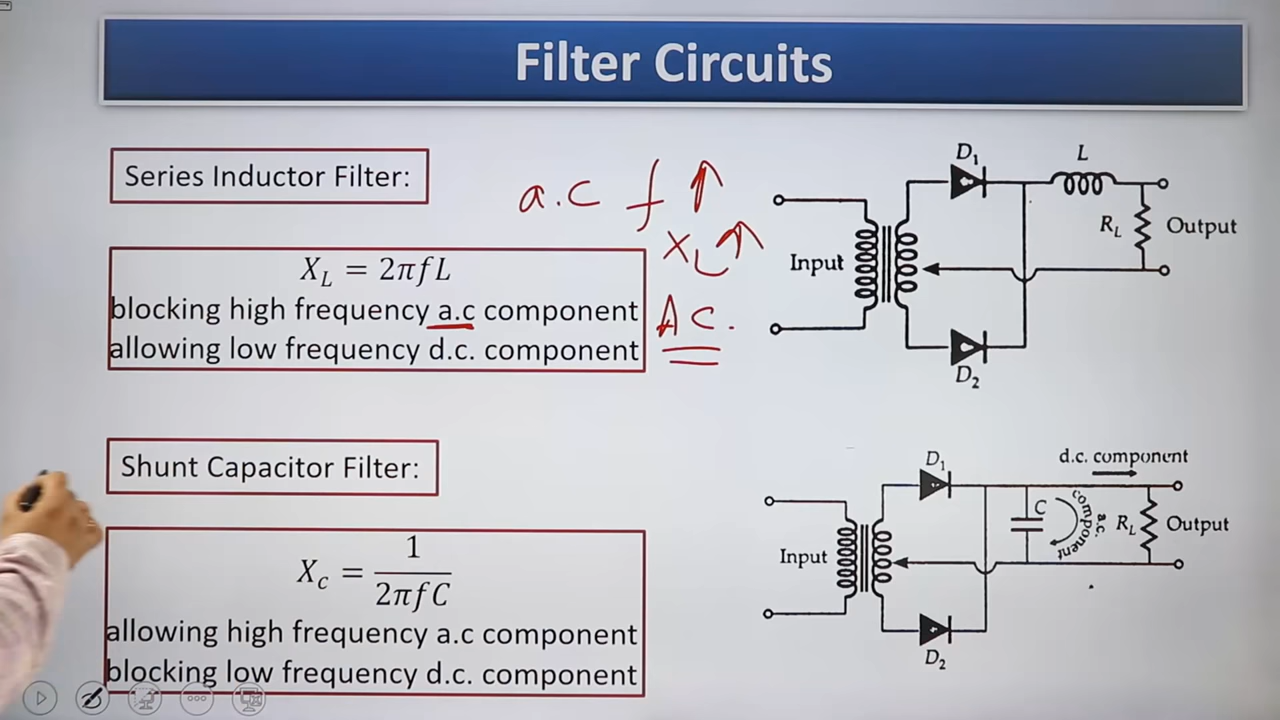 Filter Circuits
Series Inductor Filter:
a.c f ↑
X_L ↑
X_L = 2πfL
blocking high frequency a.c component
allowing low frequency d.c. component
A C.
D₁
L
Input
R_L
Output
D₂
Shunt Capacitor Filter:
X_c = 1 / 2πfC
allowing high frequency a.c component
blocking low frequency d.c. component
D₁
d.c. component
C
a.c.
component
Input
R_L
Output
D₂